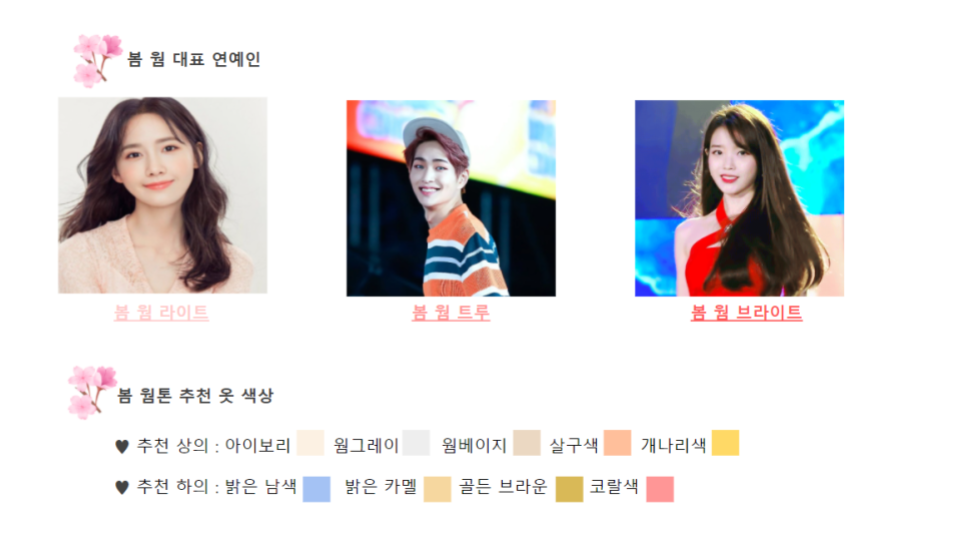 봄 웜 대표 연예인
봄 웜 라이트 봄 웜 트루 봄 웜 브라이트
봄 웜톤 추천 옷 색상
♥ 추천 상의 : 아이보리 웜그레이 웜베이지 살구색 개나리색
♥ 추천 하의 : 밝은 남색 밝은 카멜 골든 브라운 코랄색